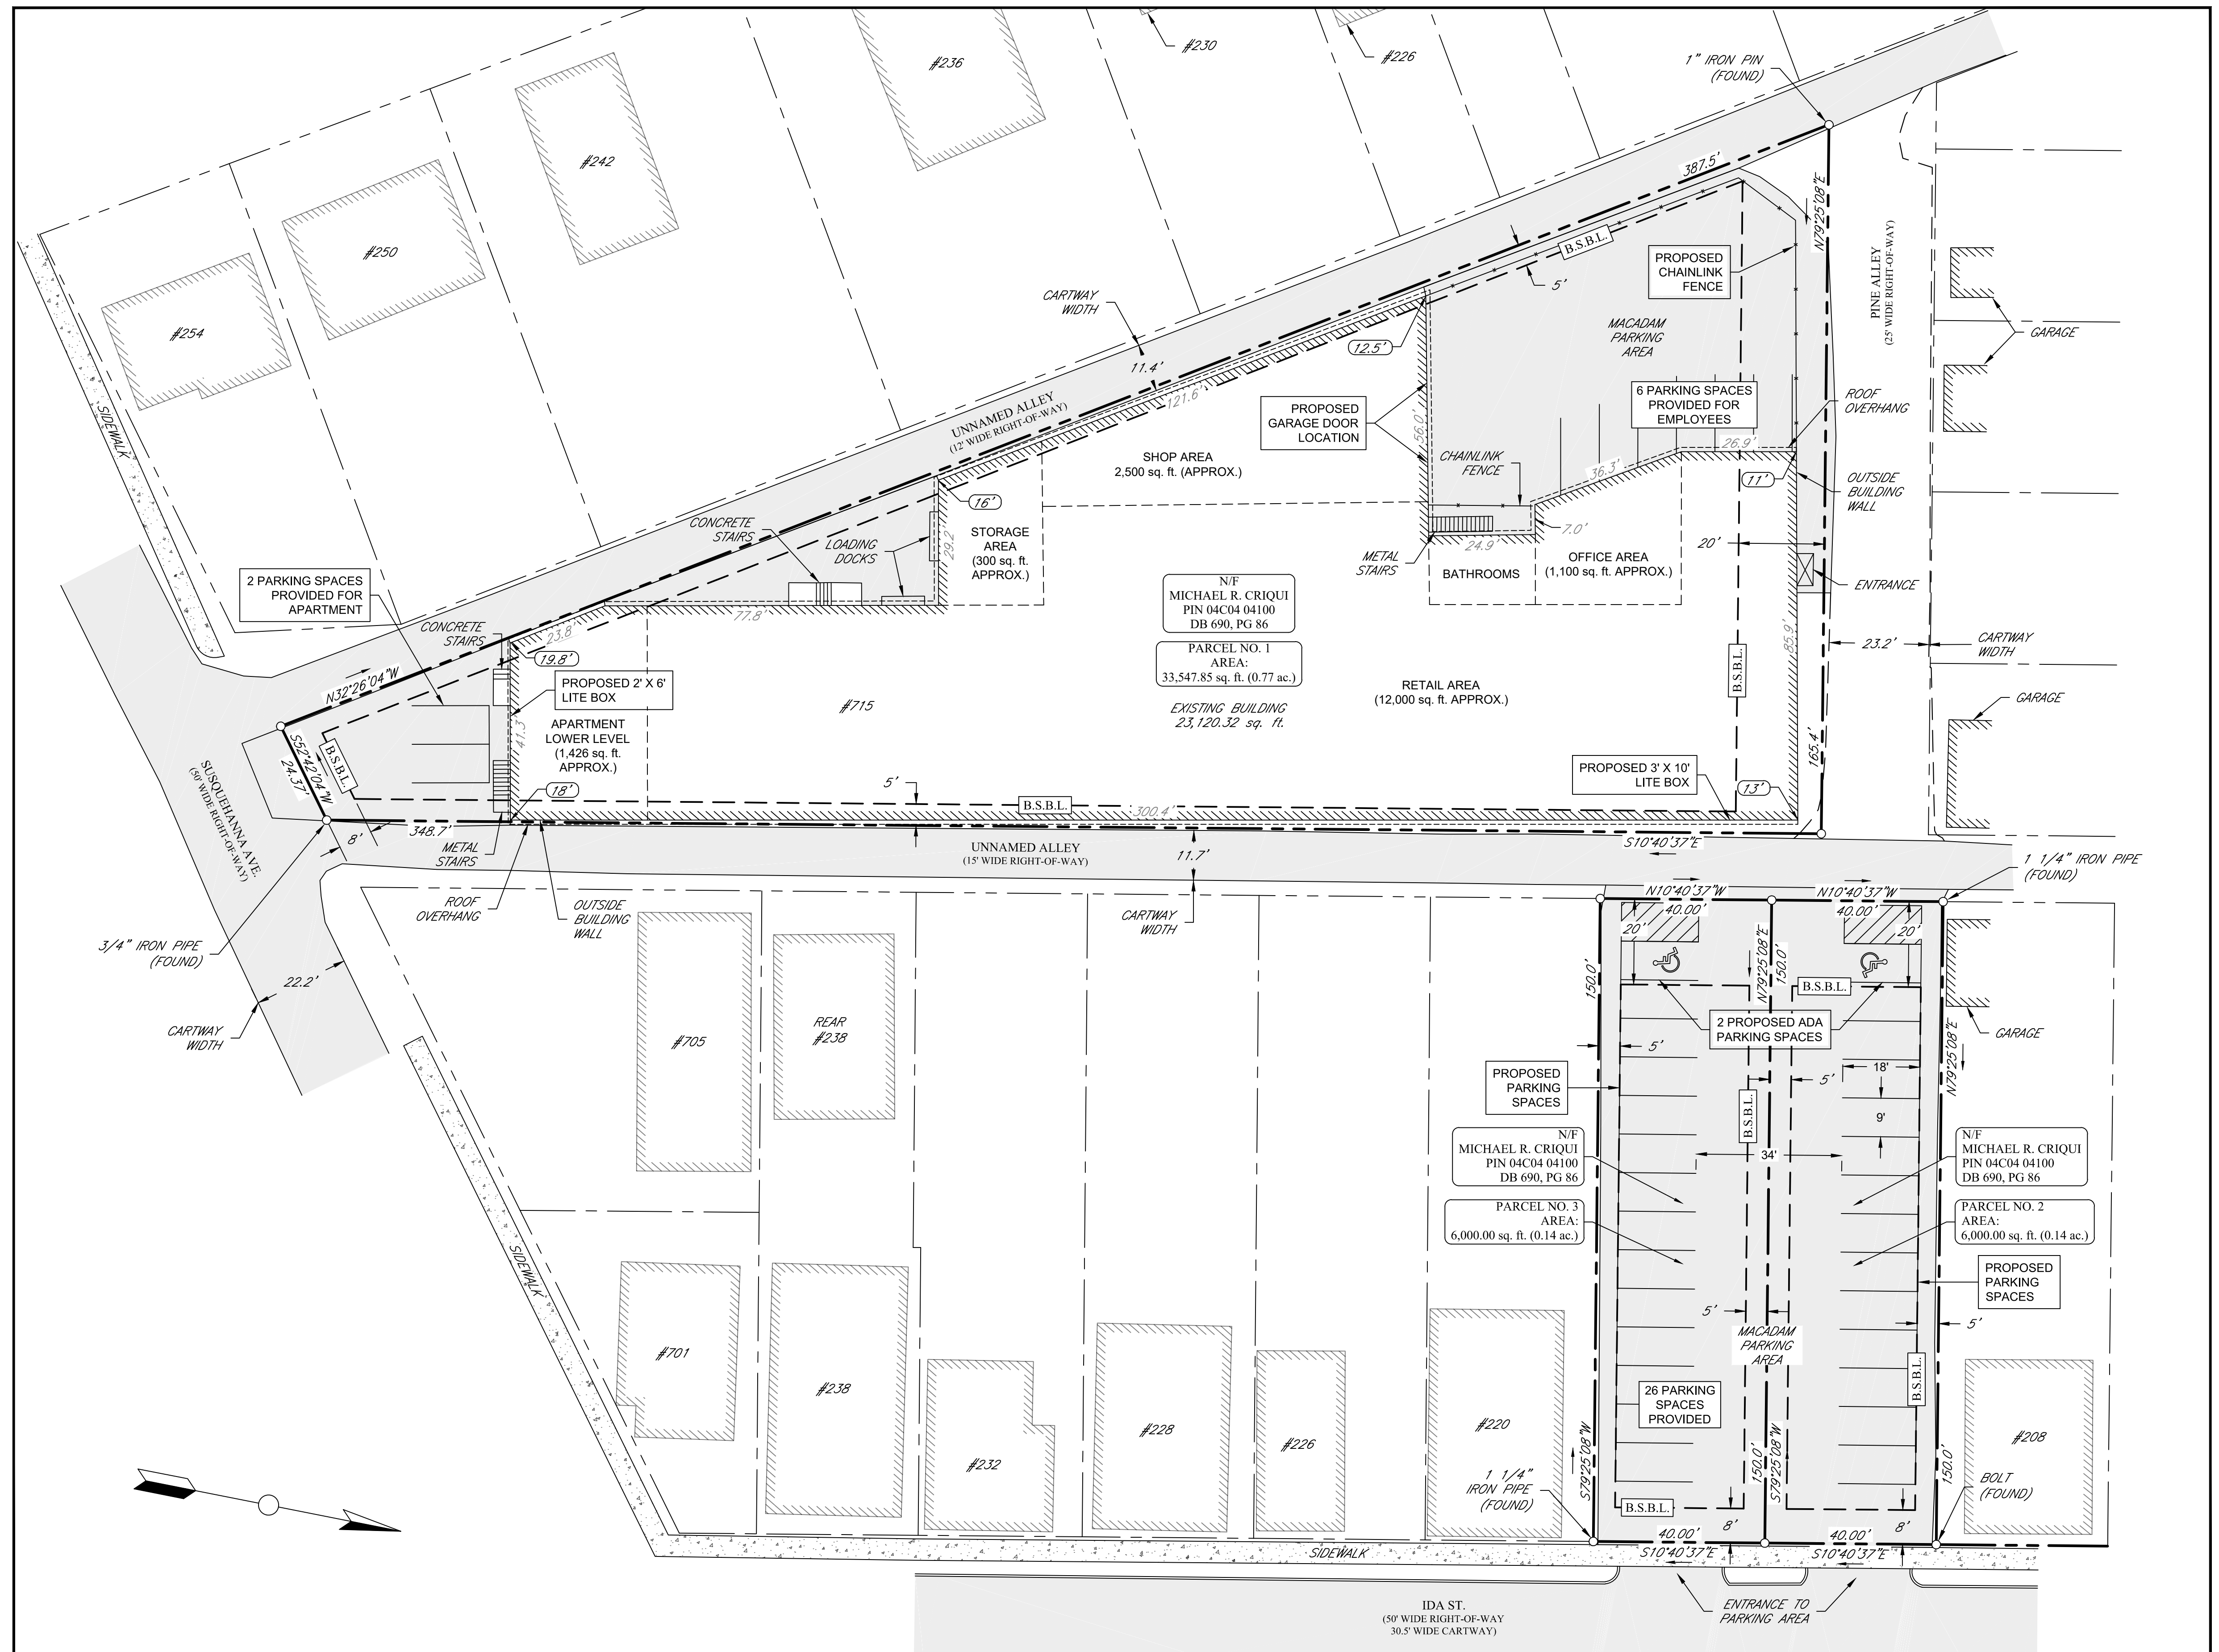 #230
#226
#236
1" IRON PIN
(FOUND)
#242
387.5'
N79°25'08"E
#250
B.S.B.L.
PROPOSED
CHAINLINK
FENCE
PINE ALLEY
(25' WIDE RIGHT-OF-WAY)
5'
CARTWAY
WIDTH
#254
MACADAM
PARKING
AREA
GARAGE
12.5'
11.4'
121.6'
UNNAMED ALLEY
(12' WIDE RIGHT-OF-WAY)
PROPOSED
GARAGE DOOR
LOCATION
56.0'
6 PARKING SPACES
PROVIDED FOR
EMPLOYEES
ROOF
OVERHANG
SIDEWALK
SHOP AREA
2,500 sq. ft. (APPROX.)
CHAINLINK
FENCE
36.3'
26.9'
11'
OUTSIDE
BUILDING
WALL
16'
CONCRETE
STAIRS
LOADING
DOCKS
29.2'
STORAGE
AREA
(300 sq. ft.
APPROX.)
METAL
STAIRS
24.9'
7.0'
20'
BATHROOMS
OFFICE AREA
(1,100 sq. ft. APPROX.)
ENTRANCE
2 PARKING SPACES
PROVIDED FOR
APARTMENT
77.8'
N/F
MICHAEL R. CRIQUI
PIN 04C04 04100
DB 690, PG 86
CONCRETE
STAIRS
23.8'
19.8'
85.9'
23.2'
CARTWAY
WIDTH
PARCEL NO. 1
AREA:
33,547.85 sq. ft. (0.77 ac.)
N32°26'04"W
PROPOSED 2' X 6'
LITE BOX
B.S.B.L.
RETAIL AREA
(12,000 sq. ft. APPROX.)
GARAGE
#715
EXISTING BUILDING
23,120.32 sq. ft.
41.3
APARTMENT
LOWER LEVEL
(1,426 sq. ft.
APPROX.)
S52°42'04"W
24.37'
B.S.B.L.
SUSQUEHANNA AVE.
(50' WIDE RIGHT-OF-WAY)
165.4'
PROPOSED 3' X 10'
LITE BOX
18'
5'
13'
B.S.B.L.
300.4'
8'
348.7'
METAL
STAIRS
UNNAMED ALLEY
(15' WIDE RIGHT-OF-WAY)
11.7'
S10°40'37"E
1 1/4" IRON PIPE
(FOUND)
N10°40'37"W
N10°40'37"W
ROOF
OVERHANG
OUTSIDE
BUILDING
WALL
CARTWAY
WIDTH
40.00'
40.00'
20'
20'
3/4" IRON PIPE
(FOUND)
22.2'
CARTWAY
WIDTH
150.0'
N79°25'08"E
150.0'
B.S.B.L.
REAR
#238
#705
2 PROPOSED ADA
PARKING SPACES
GARAGE
5'
N79°25'08"E
PROPOSED
PARKING
SPACES
5'
18'
9'
B.S.B.L.
N/F
MICHAEL R. CRIQUI
PIN 04C04 04100
DB 690, PG 86
34'
N/F
MICHAEL R. CRIQUI
PIN 04C04 04100
DB 690, PG 86
PARCEL NO. 3
AREA:
6,000.00 sq. ft. (0.14 ac.)
PARCEL NO. 2
AREA:
6,000.00 sq. ft. (0.14 ac.)
SIDEWALK
PROPOSED
PARKING
SPACES
5'
5'
MACADAM
PARKING
AREA
#701
#238
B.S.B.L.
26 PARKING
SPACES
PROVIDED
#232
#228
#226
#220
#208
S79°25'08"W
150.0'
S79°25'08"W
150.0'
1 1/4"
IRON PIPE
(FOUND)
BOLT
(FOUND)
B.S.B.L.
8'
8'
40.00'
40.00'
SIDEWALK
S10°40'37"E
S10°40'37"E
IDA ST.
(50' WIDE RIGHT-OF-WAY
30.5' WIDE CARTWAY)
ENTRANCE TO
PARKING AREA